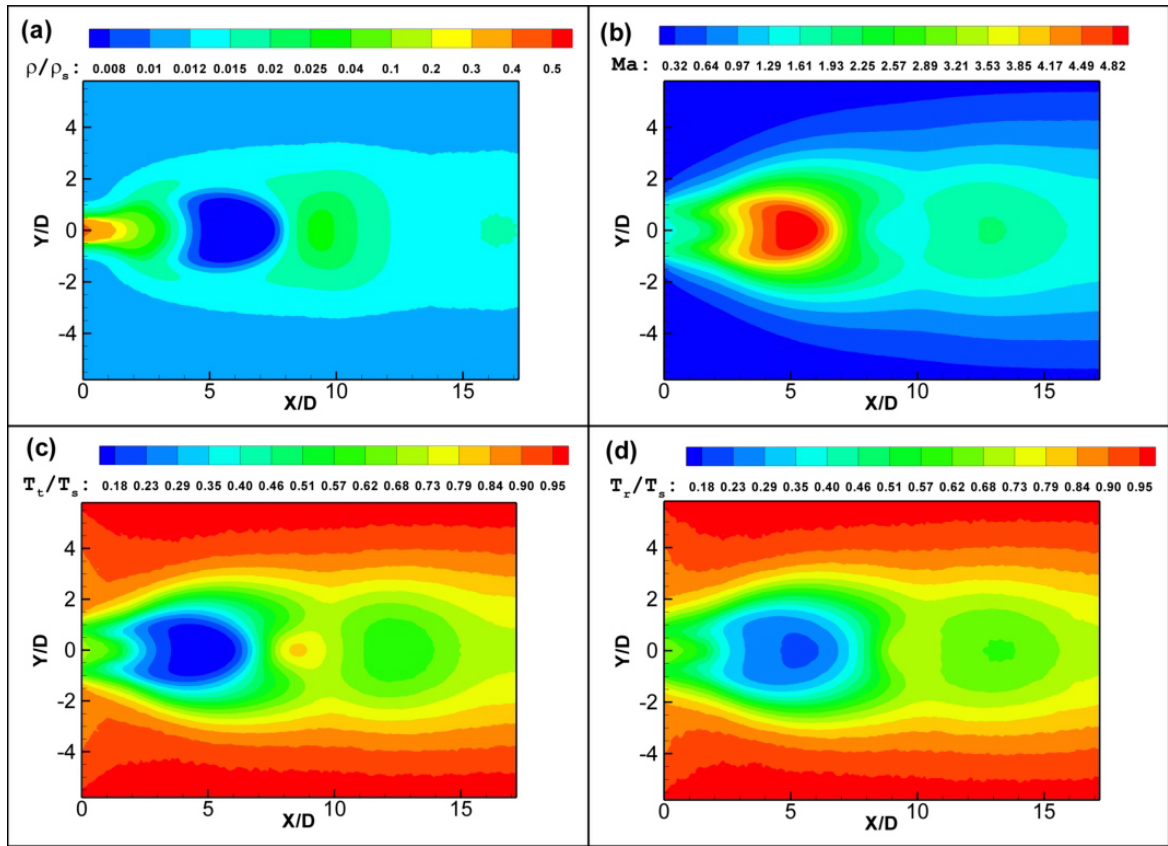 (a)
ρ/ρs: 0.008 0.01 0.012 0.015 0.02 0.025 0.04 0.1 0.2 0.3 0.4 0.5
Y/D
4
2
0
-2
-4
0 5 10 15
X/D
(b)
Ma: 0.32 0.64 0.97 1.29 1.61 1.93 2.25 2.57 2.89 3.21 3.53 3.85 4.17 4.49 4.82
Y/D
4
2
0
-2
-4
0 5 10 15
X/D
(c)
Tt/Ts: 0.18 0.23 0.29 0.35 0.40 0.46 0.51 0.57 0.62 0.68 0.73 0.79 0.84 0.90 0.95
Y/D
4
2
0
-2
-4
0 5 10 15
X/D
(d)
Tr/Ts: 0.18 0.23 0.29 0.35 0.40 0.46 0.51 0.57 0.62 0.68 0.73 0.79 0.84 0.90 0.95
Y/D
4
2
0
-2
-4
0 5 10 15
X/D